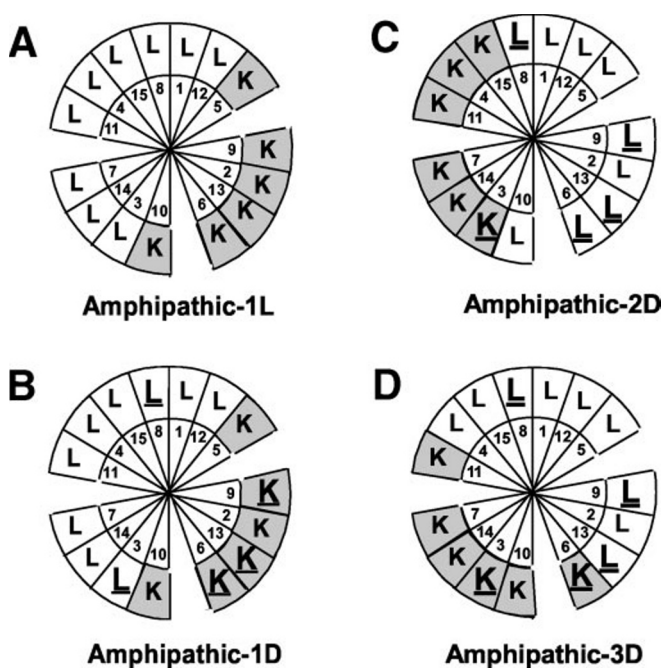 A
L L L L L L K
11 4 15 8 1 12 5
K K K K
9 2 13 6
L L L K
7 14 3 10
Amphipathic-1L
C
K K K L L L L
11 4 15 8 1 12 5
L L L L
9 2 13 6
K K K L
7 14 3 10
Amphipathic-2D
B
L L L L L L K
11 4 15 8 1 12 5
K K K K
9 2 13 6
L L L K
7 14 3 10
Amphipathic-1D
D
K L L L L L L
11 4 15 8 1 12 5
L L L K
9 2 13 6
K K K K
7 14 3 10
Amphipathic-3D